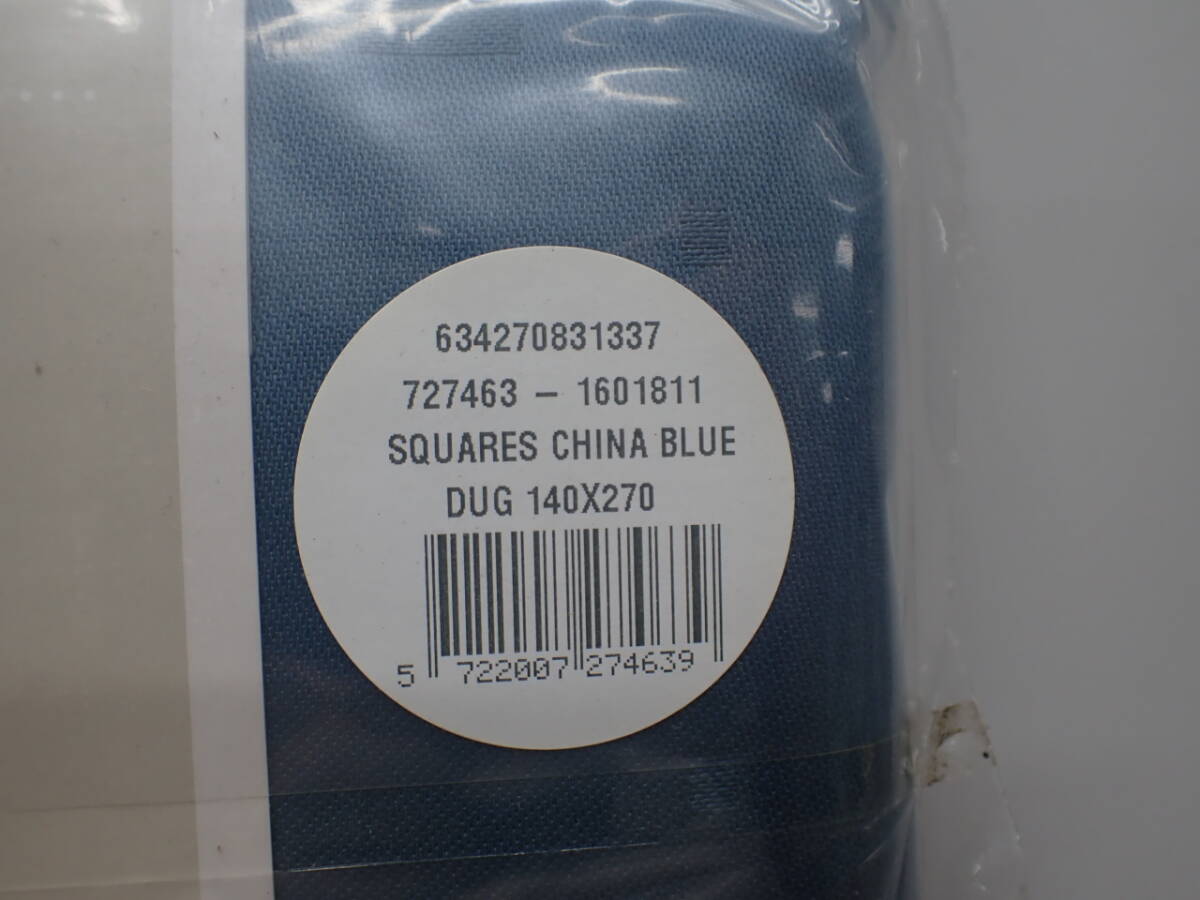 634270831337
727463 - 1601811
SQUARES CHINA BLUE
DUG 140X270
5 722007 274639